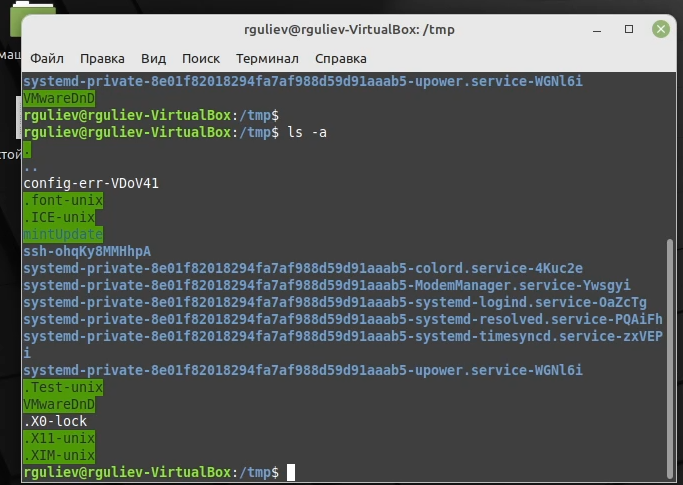 rguliev@rguliev-VirtualBox: /tmp
Файл Правка Вид Поиск Терминал Справка
systemd-private-8e01f82018294fa7af988d59d91aaab5-upower.service-WGNl6i
VMwareDnD
rguliev@rguliev-VirtualBox:/tmp$
rguliev@rguliev-VirtualBox:/tmp$ ls -a
.
..
config-err-VDoV41
.font-unix
.ICE-unix
mintUpdate
ssh-ohqKy8MMHhpA
systemd-private-8e01f82018294fa7af988d59d91aaab5-colord.service-4Kuc2e
systemd-private-8e01f82018294fa7af988d59d91aaab5-ModemManager.service-Ywsgyi
systemd-private-8e01f82018294fa7af988d59d91aaab5-systemd-logind.service-OaZcTg
systemd-private-8e01f82018294fa7af988d59d91aaab5-systemd-resolved.service-PQAiFh
systemd-private-8e01f82018294fa7af988d59d91aaab5-systemd-timesyncd.service-zxVEP
i
systemd-private-8e01f82018294fa7af988d59d91aaab5-upower.service-WGNl6i
.Test-unix
VMwareDnD
.X0-lock
.X11-unix
.XIM-unix
rguliev@rguliev-VirtualBox:/tmp$